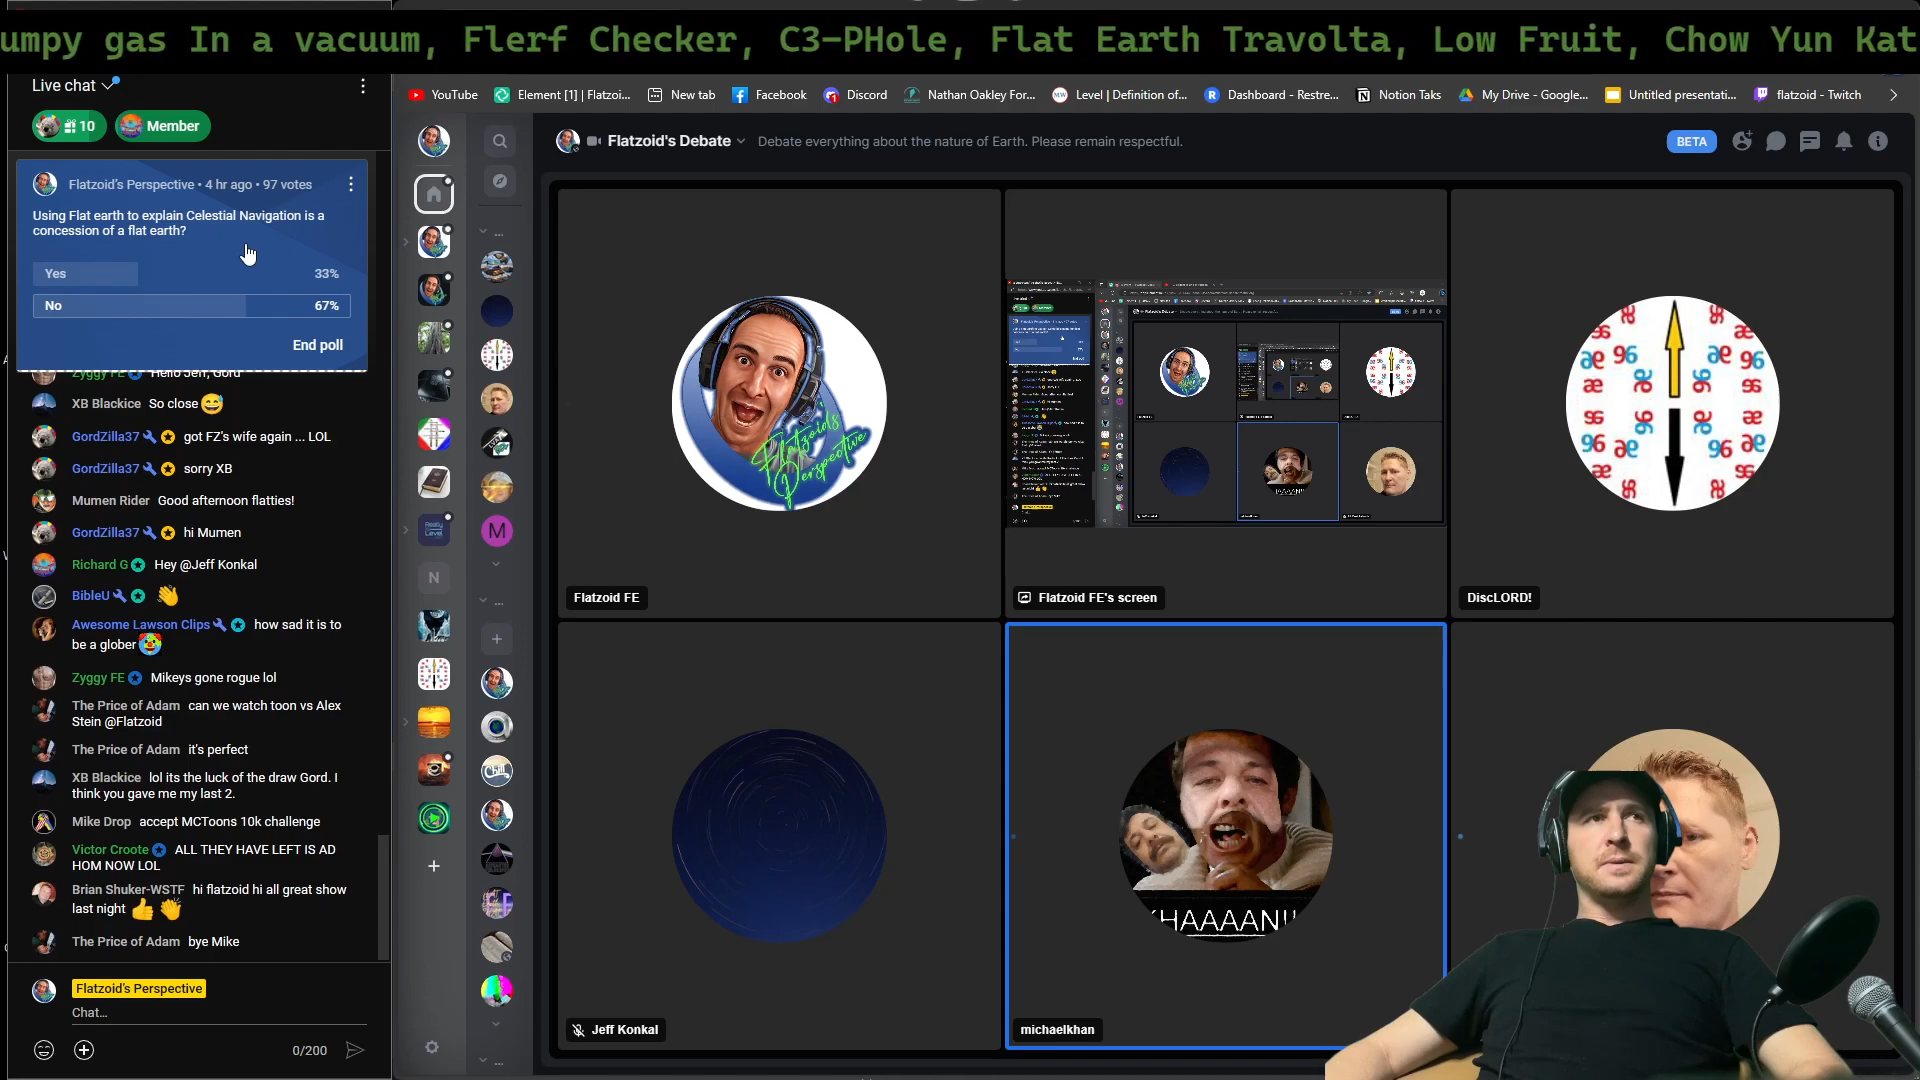 umpy gas In a vacuum, Flerf Checker, C3-PHole, Flat Earth Travolta, Low Fruit, Chow Yun Kat
Live chat
10
Member
Flatzoid's Perspective • 4 hr ago • 97 votes
Using Flat earth to explain Celestial Navigation is a
concession of a flat earth?
Yes 33%
No 67%
End poll
Zyggy FE Hello Jeff, Gord
XB Blackice So close
GordZilla37 got FZ's wife again ... LOL
GordZilla37 sorry XB
Mumen Rider Good afternoon flatties!
GordZilla37 hi Mumen
Richard G Hey @Jeff Konkal
BibleU
Awesome Lawson Clips how sad it is to
be a glober
Zyggy FE Mikeys gone rogue lol
The Price of Adam can we watch toon vs Alex
Stein @Flatzoid
The Price of Adam it's perfect
XB Blackice lol its the luck of the draw Gord. I
think you gave me my last 2.
Mike Drop accept MCToons 10k challenge
Victor Croote ALL THEY HAVE LEFT IS AD
HOM NOW LOL
Brian Shuker-WSTF hi flatzoid hi all great show
last night
The Price of Adam bye Mike
Flatzoid's Perspective
Chat...
0/200
YouTube Element [1] | Flatzoi... New tab Facebook Discord Nathan Oakley For... Level | Definition of... Dashboard - Restre... Notion Taks My Drive - Google... Untitled presentati... flatzoid - Twitch
Flatzoid's Debate Debate everything about the nature of Earth. Please remain respectful. BETA
N
M
Flatzoid's
Perspective
Flatzoid FE
Flatzoid FE's screen
DiscLORD!
Jeff Konkal
KHAAAAN!!
michaelkhan